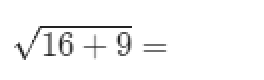 √16 + 9 =